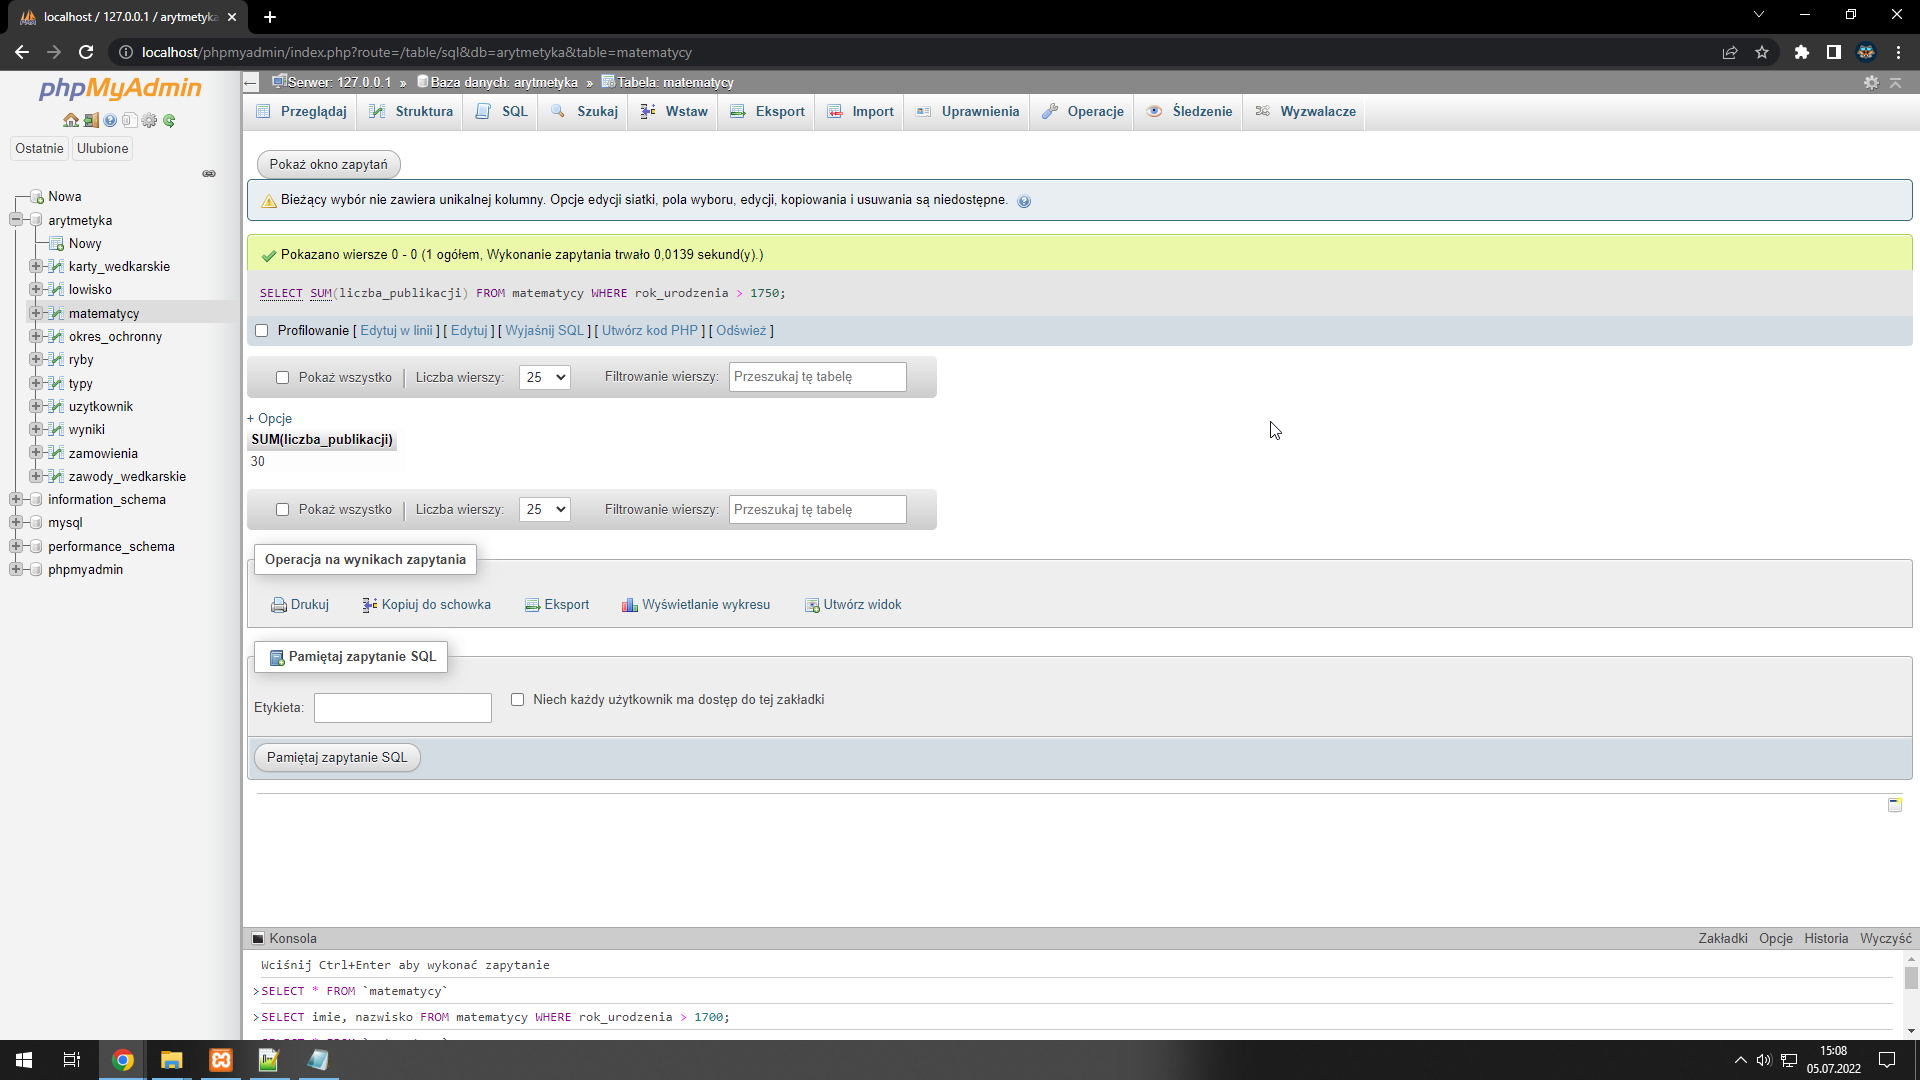 localhost / 127.0.0.1 / arytmetyka
localhost/phpmyadmin/index.php?route=/table/sql&db=arytmetyka&table=matematycy
phpMyAdmin
Ostatnie
Ulubione
Nowa
arytmetyka
Nowy
karty_wedkarskie
lowisko
matematycy
okres_ochronny
ryby
typy
uzytkownik
wyniki
zamowienia
zawody_wedkarskie
information_schema
mysql
performance_schema
phpmyadmin
Serwer: 127.0.0.1 » Baza danych: arytmetyka » Tabela: matematycy
Przeglądaj Struktura SQL Szukaj Wstaw Eksport Import Uprawnienia Operacje Śledzenie Wyzwalacze
Pokaż okno zapytań
Bieżący wybór nie zawiera unikalnej kolumny. Opcje edycji siatki, pola wyboru, edycji, kopiowania i usuwania są niedostępne.
Pokazano wiersze 0 - 0 (1 ogółem, Wykonanie zapytania trwało 0,0139 sekund(y).)
SELECT SUM(liczba_publikacji) FROM matematycy WHERE rok_urodzenia > 1750;
Profilowanie [ Edytuj w linii ] [ Edytuj ] [ Wyjaśnij SQL ] [ Utwórz kod PHP ] [ Odśwież ]
Pokaż wszystko | Liczba wierszy: 25 Filtrowanie wierszy: Przeszukaj tę tabelę
+ Opcje
SUM(liczba_publikacji)
30
Pokaż wszystko | Liczba wierszy: 25 Filtrowanie wierszy: Przeszukaj tę tabelę
Operacja na wynikach zapytania
Drukuj Kopiuj do schowka Eksport Wyświetlanie wykresu Utwórz widok
Pamiętaj zapytanie SQL
Etykieta: Niech każdy użytkownik ma dostęp do tej zakładki
Pamiętaj zapytanie SQL
Konsola Zakładki Opcje Historia Wyczyść
Wciśnij Ctrl+Enter aby wykonać zapytanie
>SELECT * FROM `matematycy`
>SELECT imie, nazwisko FROM matematycy WHERE rok_urodzenia > 1700;
15:08
05.07.2022